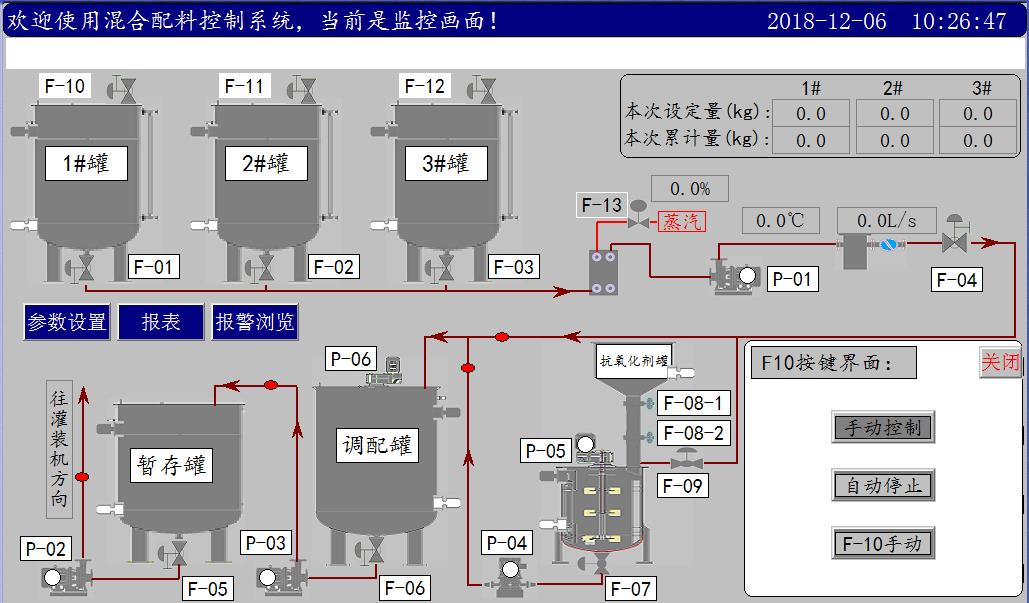 欢迎使用混合配料控制系统，当前是监控画面！ 2018-12-06 10:26:47
F-10 F-11 F-12
1# 2# 3#
本次设定量(kg): 0.0 0.0 0.0
本次累计量(kg): 0.0 0.0 0.0
1#罐 2#罐 3#罐
0.0%
F-13
蒸汽 0.0℃ 0.0L/s
F-01 F-02 F-03
P-01 F-04
参数设置 报表 报警浏览
P-06 抗氧化剂罐
F10按键界面: 关闭
往灌装机方向
F-08-1
F-08-2
手动控制
调配罐
暂存罐
P-05
F-09
自动停止
P-02 P-03 P-04
F-10手动
F-05 F-06 F-07